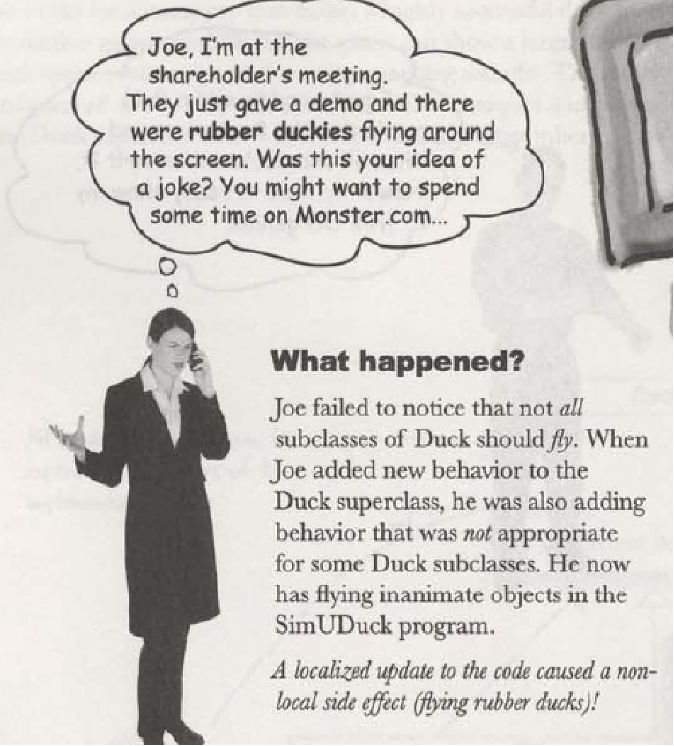 Joe, I'm at the
shareholder's meeting.
They just gave a demo and there
were rubber duckies flying around
the screen. Was this your idea of
a joke? You might want to spend
some time on Monster.com...
What happened?
Joe failed to notice that not all
subclasses of Duck should fly. When
Joe added new behavior to the
Duck superclass, he was also adding
behavior that was not appropriate
for some Duck subclasses. He now
has flying inanimate objects in the
SimUDuck program.
A localized update to the code caused a non-
local side effect (flying rubber ducks)!